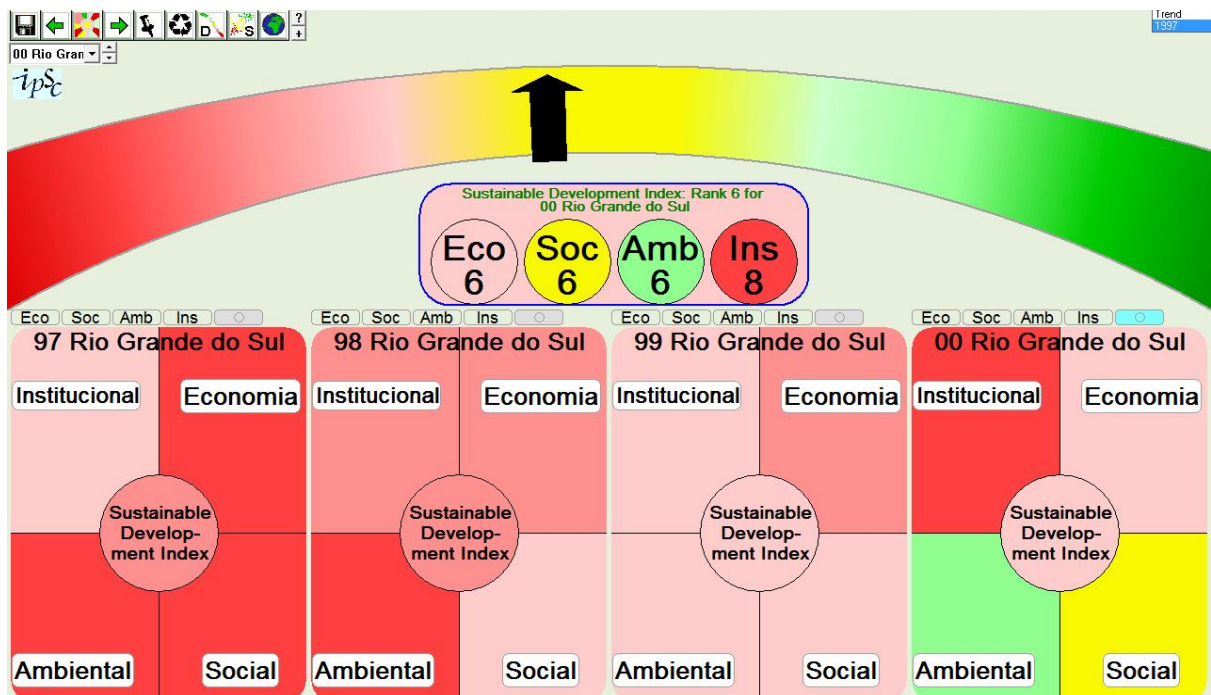 Trend
1997
D
S
?
+
00 Rio Gran
ipSc
Sustainable Development Index: Rank 6 for
00 Rio Grande do Sul
Eco
6
Soc
6
Amb
6
Ins
8
Eco Soc Amb Ins
97 Rio Grande do Sul
Institucional Economia
Sustainable
Develop-
ment Index
Ambiental Social
Eco Soc Amb Ins
98 Rio Grande do Sul
Institucional Economia
Sustainable
Develop-
ment Index
Ambiental Social
Eco Soc Amb Ins
99 Rio Grande do Sul
Institucional Economia
Sustainable
Develop-
ment Index
Ambiental Social
Eco Soc Amb Ins
00 Rio Grande do Sul
Institucional Economia
Sustainable
Develop-
ment Index
Ambiental Social